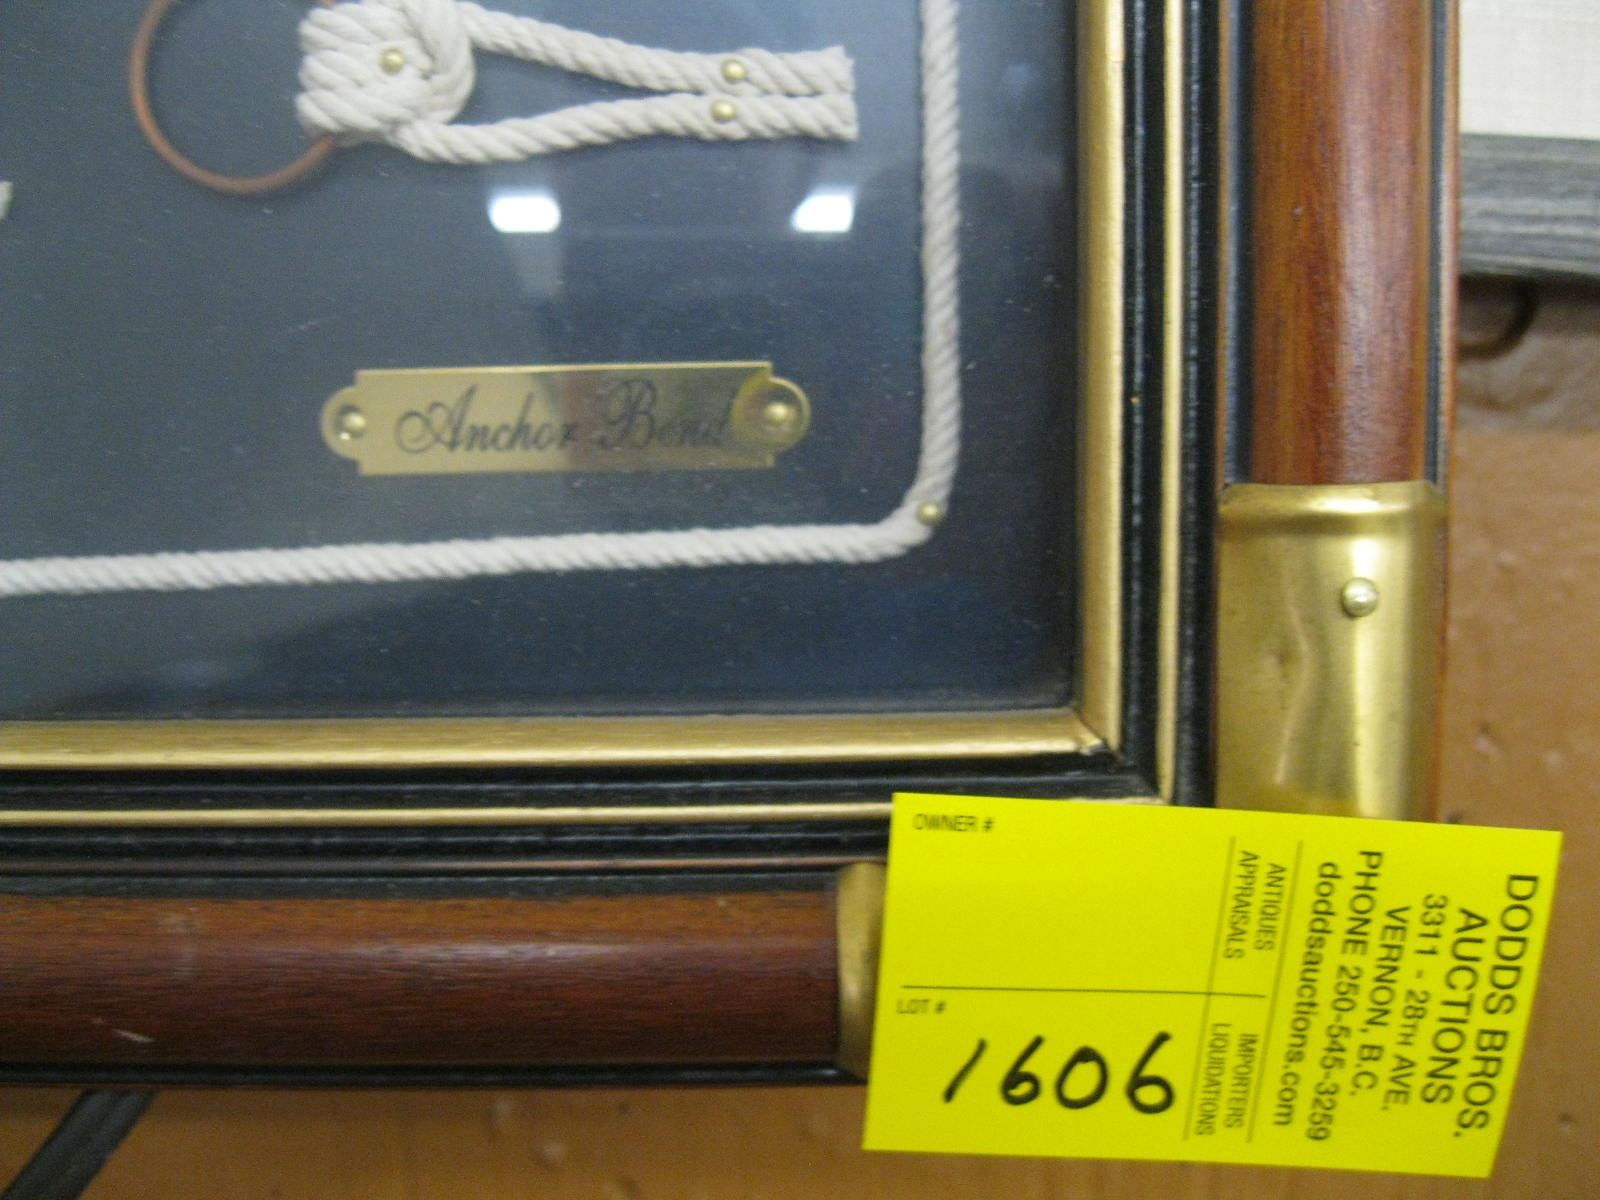 Anchor Bend
OWNER #
LOT #
1606
ANTIQUES
APPRAISALS
IMPORTERS
LIQUIDATIONS
DODDS BROS.
AUCTIONS
3311 - 28TH AVE.
VERNON, B.C.
PHONE 250-545-3259
doddsauctions.com